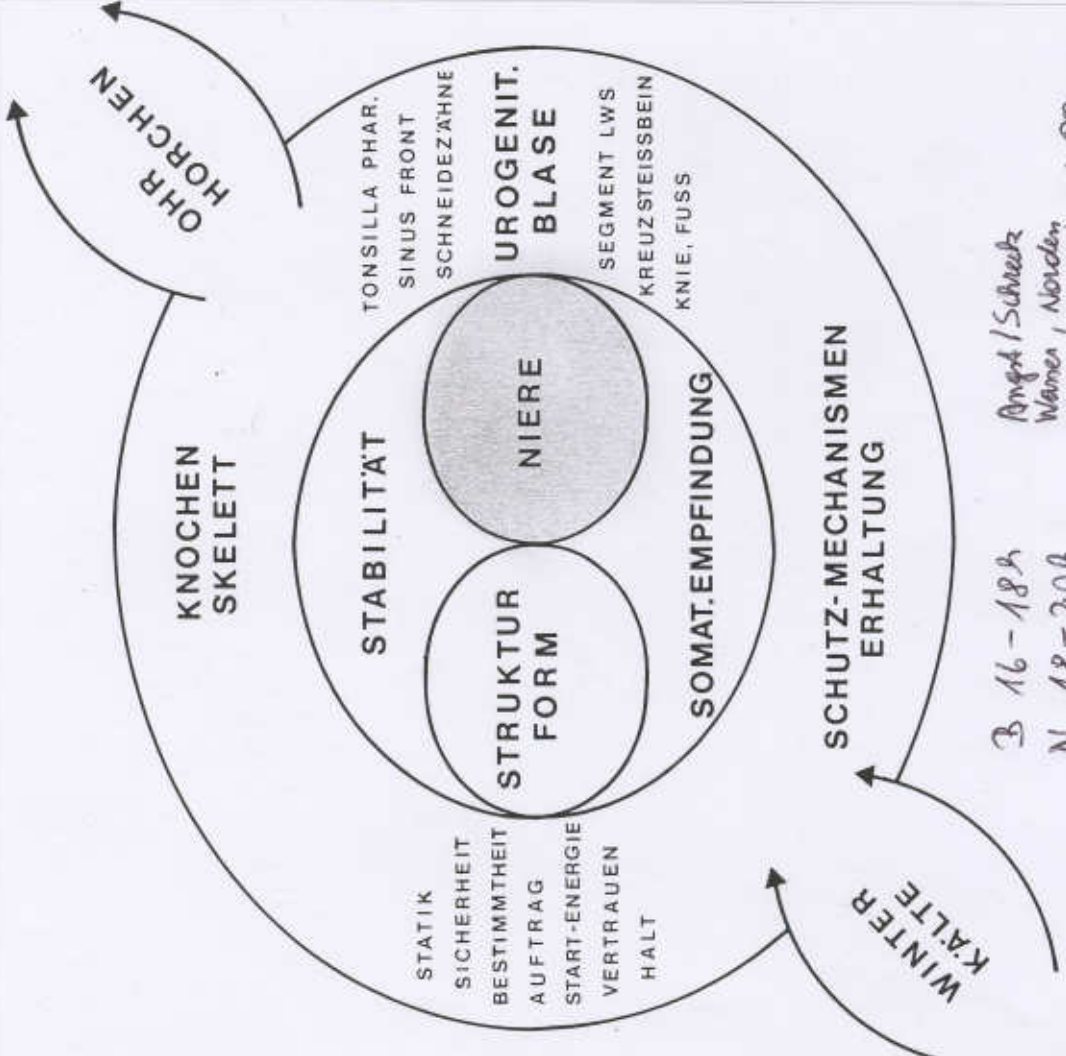 OHR
HORCHEN
KNOCHEN
SKELETT
STABILITÄT
STATIK
SICHERHEIT
BESTIMMTHEIT
AUFTRAG
START-ENERGIE
VERTRAUEN
HALT
STRUKTUR
FORM
NIERE
TONSILLA PHAR.
SINUS FRONT
SCHNEIDEZÄHNE
UROGENIT.
BLASE
SEGMENT LWS
KREUZSTEISSBEIN
KNIE, FUSS
SOMAT.EMPFINDUNG
SCHUTZ-MECHANISMEN
ERHALTUNG
WINTER
KÄLTE
B 16-18h Angst/Schreck
N 18-20h Wasser, Norden